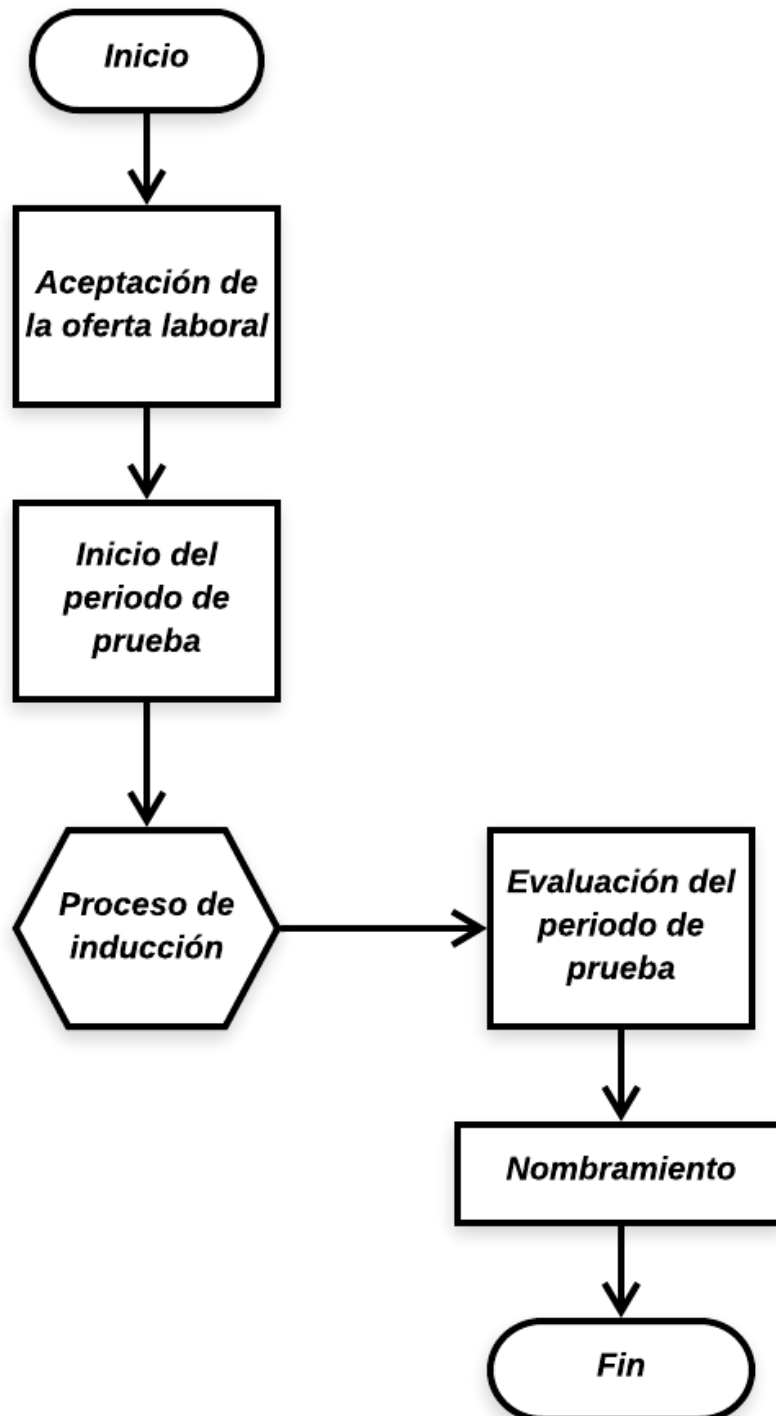 Inicio
Aceptación de
la oferta laboral
Inicio del
periodo de
prueba
Proceso de
inducción
Evaluación del
periodo de
prueba
Nombramiento
Fin